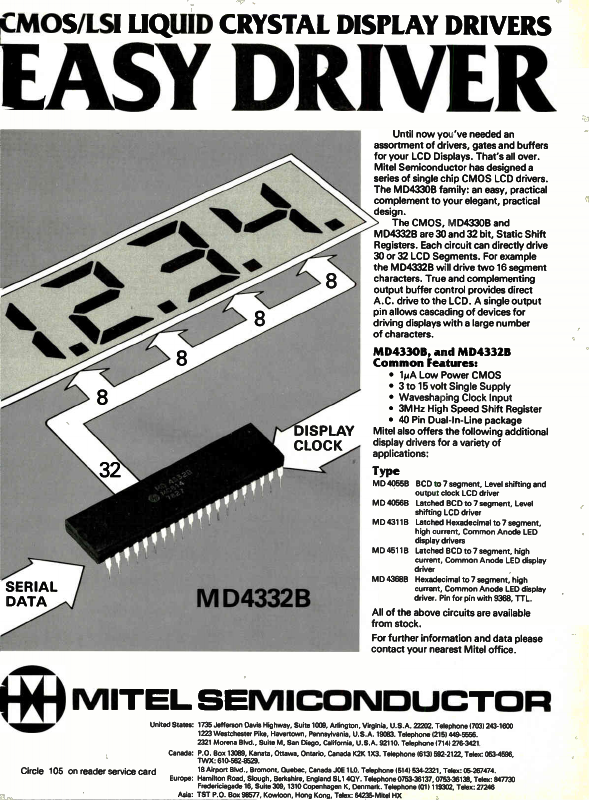 CMOS/LSI LIQUID CRYSTAL DISPLAY DRIVERS
EASY DRIVER
1.2.3.4.
8
8
8
8
32
DISPLAY
CLOCK
SERIAL
DATA
MD4332B
Until now you've needed an
assortment of drivers, gates and buffers
for your LCD Displays. That's all over.
Mitel Semiconductor has designed a
series of single chip CMOS LCD drivers.
The MD4330B family: an easy, practical
complement to your elegant, practical
design.
The CMOS, MD4330B and
MD4332B are 30 and 32 bit, Static Shift
Registers. Each circuit can directly drive
30 or 32 LCD Segments. For example
the MD4332B will drive two 16 segment
characters. True and complementing
output buffer control provides direct
A.C. drive to the LCD. A single output
pin allows cascading of devices for
driving displays with a large number
of characters.
MD4330B, and MD4332B
Common Features:
• 1µA Low Power CMOS
• 3 to 15 volt Single Supply
• Waveshaping Clock Input
• 3MHz High Speed Shift Register
• 40 Pin Dual-In-Line package
Mitel also offers the following additional
display drivers for a variety of
applications:
Type
MD 4055B BCD to 7 segment, Level shifting and
output clock LCD driver
MD 4056B Latched BCD to 7 segment, Level
shifting LCD driver
MD 4311B Latched Hexadecimal to 7 segment,
high current, Common Anode LED
display drivers
MD 4511B Latched BCD to 7 segment, high
current, Common Anode LED display
driver
MD 4368B Hexadecimal to 7 segment, high
current, Common Anode LED display
driver. Pin for pin with 9368, TTL.
All of the above circuits are available
from stock.
For further information and data please
contact your nearest Mitel office.
MITEL SEMICONDUCTOR
United States: 1735 Jefferson Davis Highway, Suite 1009, Arlington, Virginia, U.S.A. 22202. Telephone (703) 243-1600
1223 Westchester Pike, Havertown, Pennsylvania, U.S.A. 19083. Telephone (215) 449-5556.
2321 Morena Blvd., Suite M, San Diego, California, U.S.A. 92110. Telephone (714) 276-3421.
Canada: P.O. Box 13089, Kanata, Ottawa, Ontario, Canada K2K 1X3. Telephone (613) 592-2122, Telex: 053-4596,
TWX: 610-562-8529.
18 Airport Blvd., Bromont, Quebec, Canada J0E 1L0. Telephone (514) 534-2321, Telex: 05-267474.
Europe: Hamilton Road, Slough, Berkshire, England SL1 4QY. Telephone 0753-36137, 0753-36138, Telex: 847730
Fredericiagade 16, Suite 309, 1310 Copenhagen K, Denmark. Telephone (01) 119302, Telex: 27246
Asia: TST P.O. Box 98577, Kowloon, Hong Kong, Telex: 64235-Mitel HX
Circle 105 on reader service card